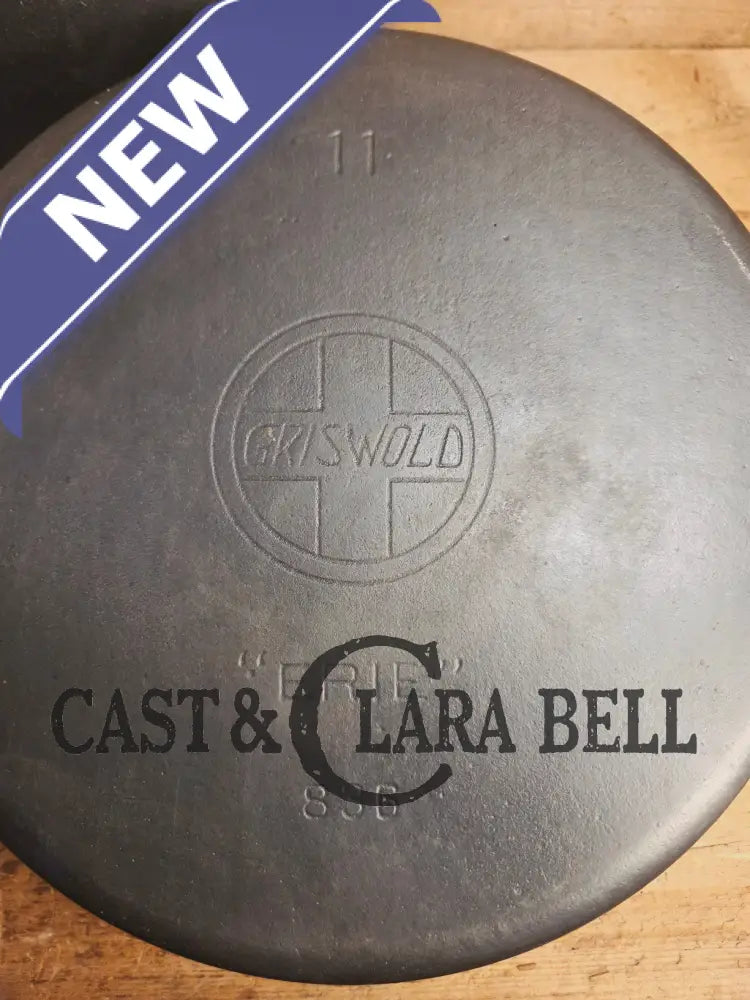 NEW
11
GRISWOLD
"ERIE"
CAST & CLARA BELL